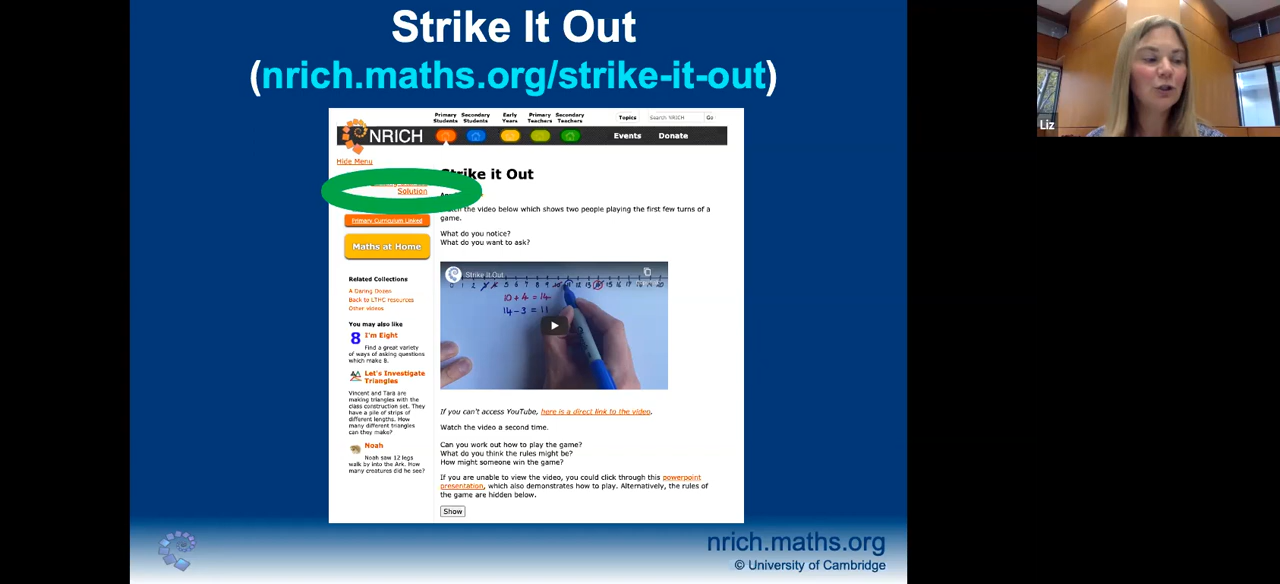 Strike It Out
(nrich.maths.org/strike-it-out)
Liz
Primary Students
Secondary Students
Early Years
Primary Teachers
Secondary Teachers
Topics
Search NRICH
Go
NRICH
Events
Donate
Hide Menu
Solution
Primary Curriculum Linked
Maths at Home
Related Collections
A Daring Dozen
Back to LTHC resources
Other videos
You may also like
8 I'm Eight
Find a great variety
of ways of asking questions
which make 8.
Let's Investigate
Triangles
Vincent and Tara are
making triangles with the
class construction set. They
have a pile of strips of
different lengths. How
many different triangles
can they make?
Noah
Noah saw 12 legs
walk by into the Ark. How
many creatures did he see?
Strike it Out
the video below which shows two people playing the first few turns of a
game.
What do you notice?
What do you want to ask?
Strike It Out
10 + 4 = 14
14 - 3 = 11
If you can't access YouTube, here is a direct link to the video.
Watch the video a second time.
Can you work out how to play the game?
What do you think the rules might be?
How might someone win the game?
If you are unable to view the video, you could click through this powerpoint
presentation, which also demonstrates how to play. Alternatively, the rules of
the game are hidden below.
Show
nrich.maths.org
© University of Cambridge